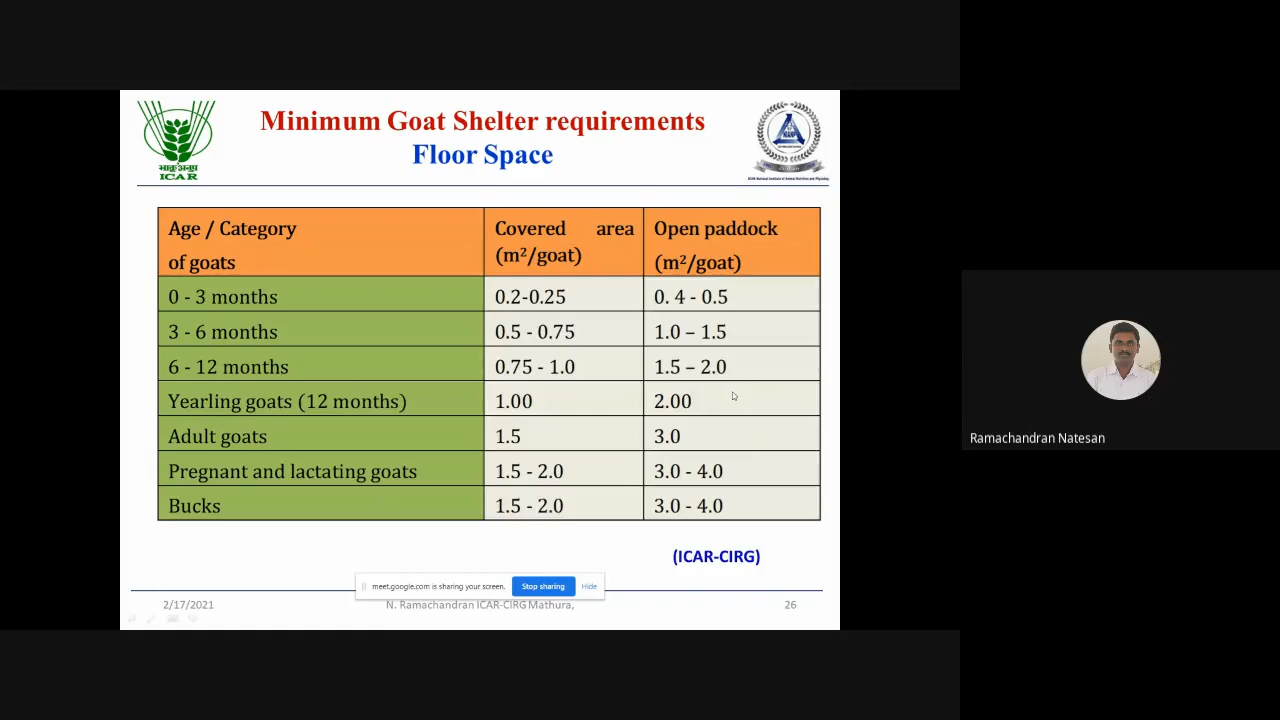 Minimum Goat Shelter requirements
Floor Space
भाकृअनुप
ICAR
NIANP
Age / Category of goats
Covered area (m²/goat)
Open paddock (m²/goat)
0 - 3 months 0.2-0.25 0. 4 - 0.5
3 - 6 months 0.5 - 0.75 1.0 – 1.5
6 - 12 months 0.75 - 1.0 1.5 – 2.0
Yearling goats (12 months) 1.00 2.00
Adult goats 1.5 3.0
Pregnant and lactating goats 1.5 - 2.0 3.0 - 4.0
Bucks 1.5 - 2.0 3.0 - 4.0
(ICAR-CIRG)
meet.google.com is sharing your screen. Stop sharing Hide
2/17/2021 N. Ramachandran ICAR-CIRG Mathura, 26
Ramachandran Natesan